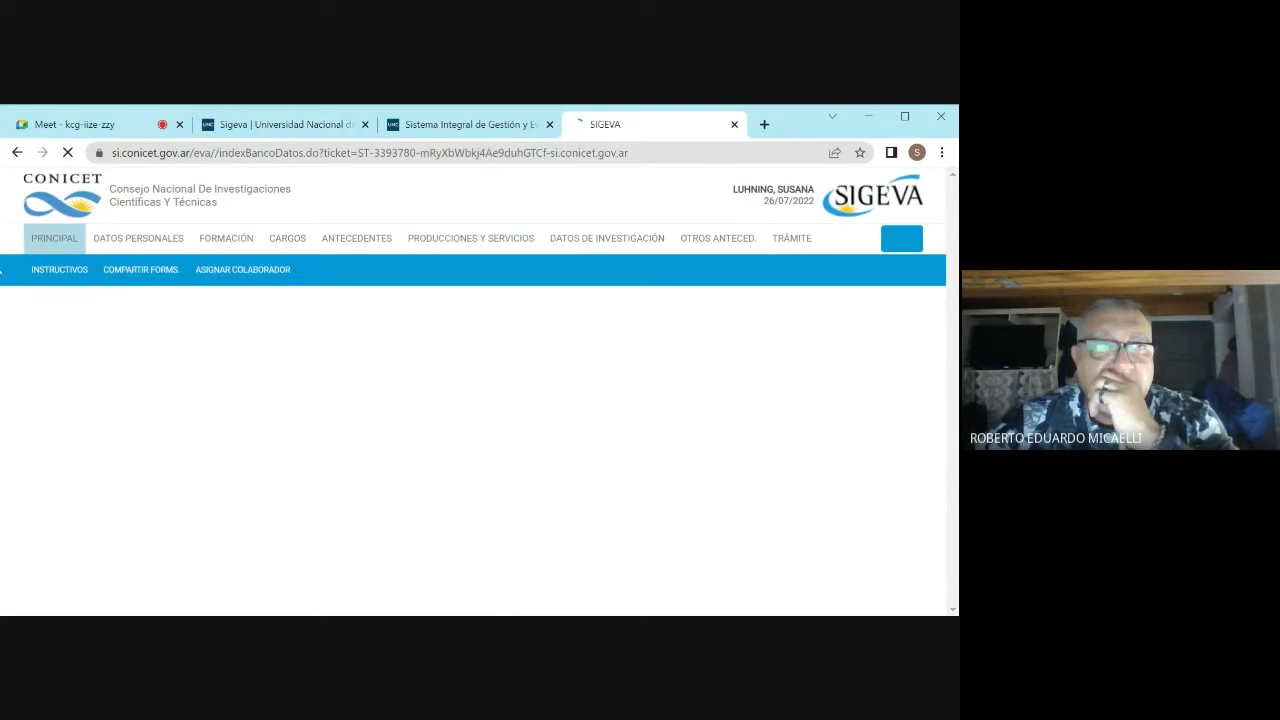 Meet - kcg-iize-zzy
Sigeva | Universidad Nacional de
Sistema Integral de Gestión y Ev
SIGEVA
si.conicet.gov.ar/eva//indexBancoDatos.do?ticket=ST-3393780-mRyXbWbkj4Ae9duhGTCf-si.conicet.gov.ar
S
CONICET
Consejo Nacional De Investigaciones
Científicas Y Técnicas
LUHNING, SUSANA
26/07/2022
SIGEVA
PRINCIPAL DATOS PERSONALES FORMACIÓN CARGOS ANTECEDENTES PRODUCCIONES Y SERVICIOS DATOS DE INVESTIGACIÓN OTROS ANTECED. TRÁMITE
INSTRUCTIVOS COMPARTIR FORMS. ASIGNAR COLABORADOR
ROBERTO EDUARDO MICAELLI